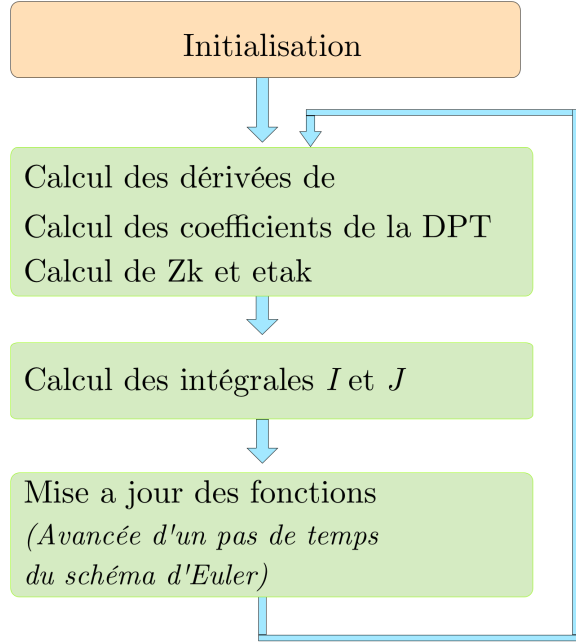 Initialisation
Calcul des dérivées de
Calcul des coefficients de la DPT
Calcul de Zk et etak
Calcul des intégrales I et J
Mise a jour des fonctions
(Avancée d'un pas de temps
du schéma d'Euler)